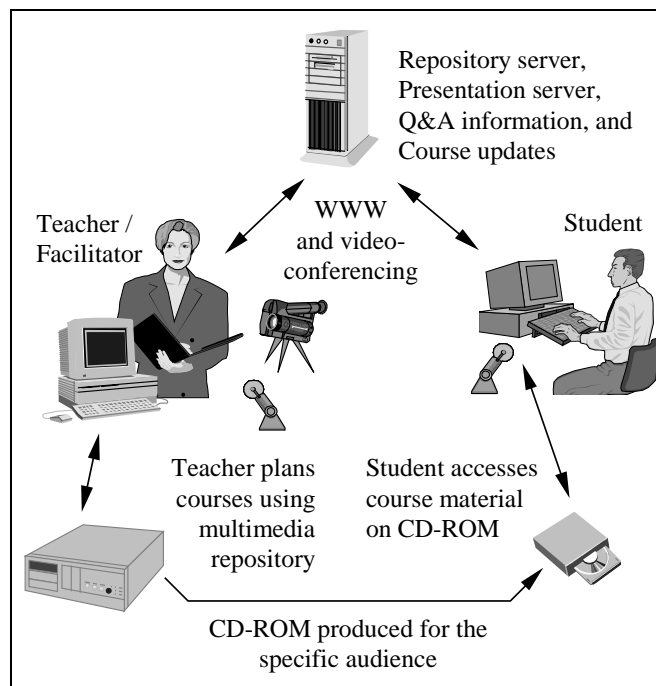 Repository server,
Presentation server,
Q&A information, and
Course updates
Teacher /
Facilitator
WWW
and video-
conferencing
Student
Teacher plans
courses using
multimedia
repository
Student accesses
course material
on CD-ROM
CD-ROM produced for the
specific audience